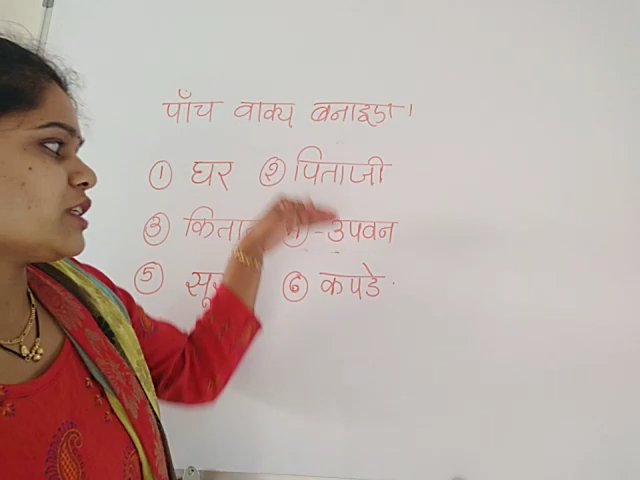 पाँच वाक्य बनाइए।
① घर ② पिताजी
③ ④ उपवन
⑤ ⑥ कपडे